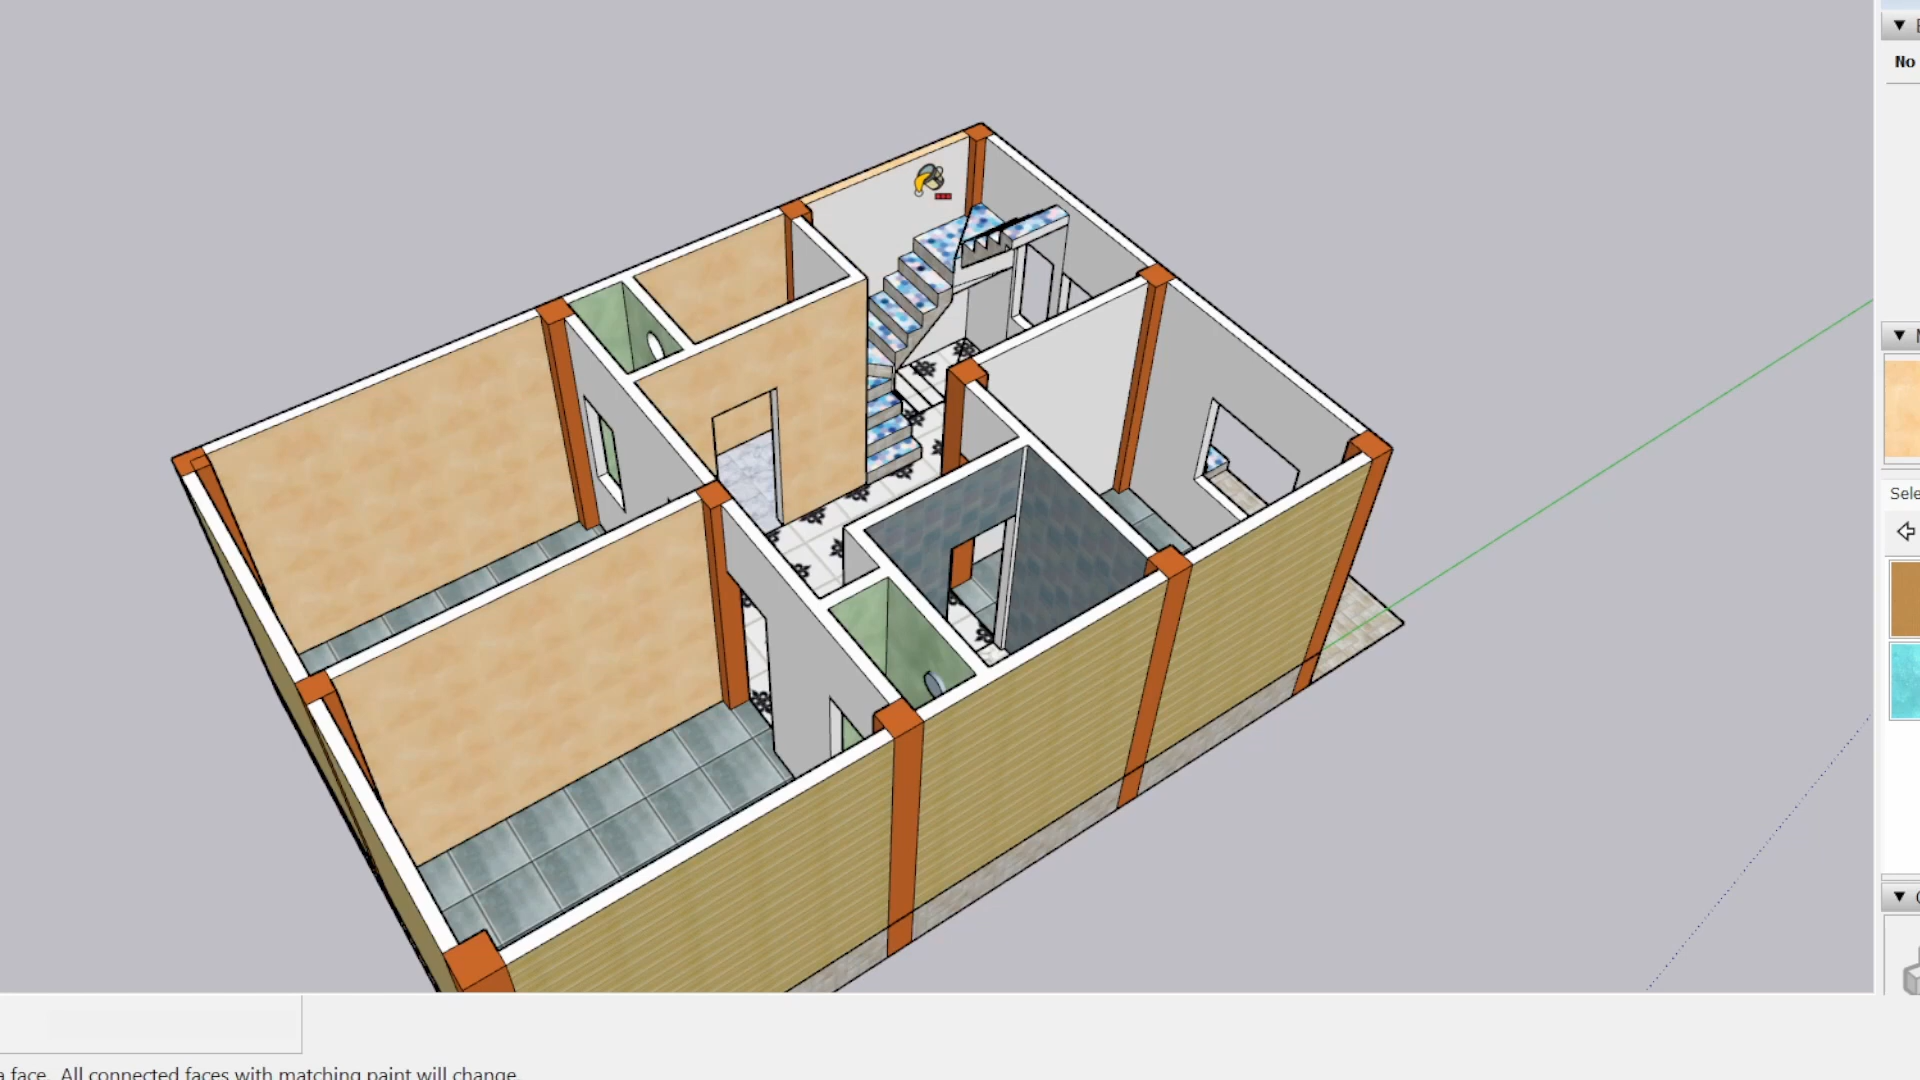 No
Sele
a face. All connected faces with matching paint will change.